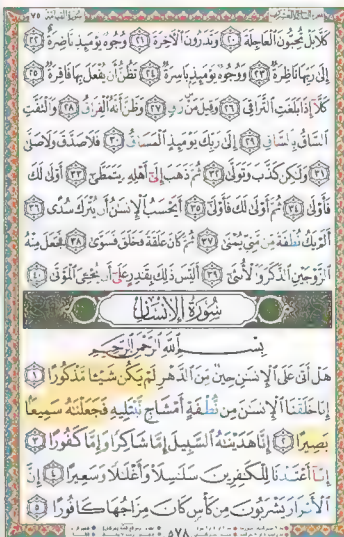 سورة القيامة ٧٥
كَلَّا بَلْ تُحِبُّونَ الْعَاجِلَةَ ٢٠ وَتَذَرُونَ الْآخِرَةَ ٢١ وُجُوهٌ يَوْمَئِذٍ نَّاضِرَةٌ ٢٢
إِلَىٰ رَبِّهَا نَاظِرَةٌ ٢٣ وَوُجُوهٌ يَوْمَئِذٍ بَاسِرَةٌ ٢٤ تَظُنُّ أَن يُفْعَلَ بِهَا فَاقِرَةٌ ٢٥
كَلَّا إِذَا بَلَغَتِ التَّرَاقِيَ ٢٦ وَقِيلَ مَنْ رَاقٍ ٢٧ وَظَنَّ أَنَّهُ الْفِرَاقُ ٢٨ وَالْتَفَّتِ
السَّاقُ بِالسَّاقِ ٢٩ إِلَىٰ رَبِّكَ يَوْمَئِذٍ الْمَسَاقُ ٣٠ فَلَا صَدَّقَ وَلَا صَلَّىٰ
٣١ وَلَٰكِن كَذَّبَ وَتَوَلَّىٰ ٣٢ ثُمَّ ذَهَبَ إِلَىٰ أَهْلِهِ يَتَمَطَّىٰ ٣٣ أَوْلَىٰ لَكَ
فَأَوْلَىٰ ٣٤ ثُمَّ أَوْلَىٰ لَكَ فَأَوْلَىٰ ٣٥ أَيَحْسَبُ الْإِنسَانُ أَن يُتْرَكَ سُدًى ٣٦
أَلَمْ يَكُ نُطْفَةً مِّن مَّنِيٍّ يُمْنَىٰ ٣٧ ثُمَّ كَانَ عَلَقَةً فَخَلَقَ فَسَوَّىٰ ٣٨ فَجَعَلَ مِنْهُ
الزَّوْجَيْنِ الذَّكَرَ وَالْأُنثَىٰ ٣٩ أَلَيْسَ ذَٰلِكَ بِقَادِرٍ عَلَىٰ أَن يُحْيِيَ الْمَوْتَىٰ ٤٠
سُورَةُ الْإِنسَانِ
بِسْمِ اللَّهِ الرَّحْمَٰنِ الرَّحِيمِ
هَلْ أَتَىٰ عَلَى الْإِنسَانِ حِينٌ مِّنَ الدَّهْرِ لَمْ يَكُن شَيْئًا مَّذْكُورًا ١
إِنَّا خَلَقْنَا الْإِنسَانَ مِن نُّطْفَةٍ أَمْشَاجٍ نَّبْتَلِيهِ فَجَعَلْنَاهُ سَمِيعًا
بَصِيرًا ٢ إِنَّا هَدَيْنَاهُ السَّبِيلَ إِمَّا شَاكِرًا وَإِمَّا كَفُورًا ٣
إِنَّا أَعْتَدْنَا لِلْكَافِرِينَ سَلَاسِلَا وَأَغْلَالًا وَسَعِيرًا ٤ إِنَّ
الْأَبْرَارَ يَشْرَبُونَ مِن كَأْسٍ كَانَ مِزَاجُهَا كَافُورًا ٥
٥٧٨